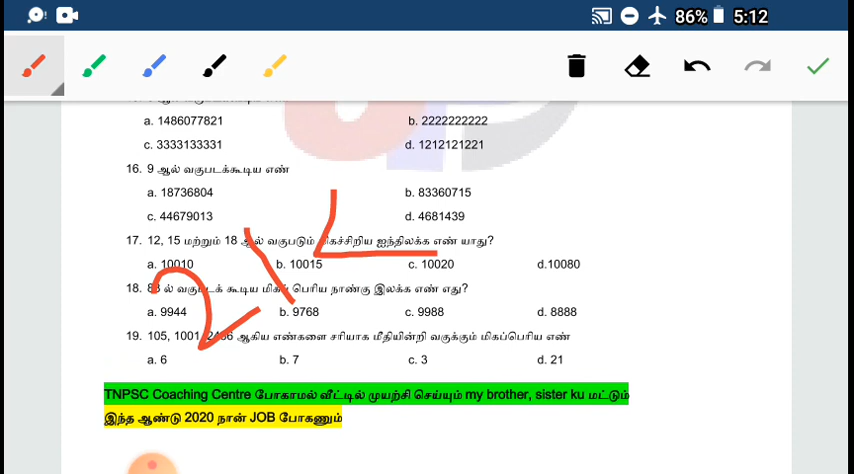 86% 5:12
a. 1486077821 b. 2222222222
c. 3333133331 d. 1212121221
16. 9 ஆல் வகுபடக்கூடிய எண்
a. 18736804 b. 83360715
c. 44679013 d. 4681439
17. 12, 15 மற்றும் 18 ஆல் வகுபடும் மிகச்சிறிய ஐந்திலக்க எண் யாது?
a. 10010 b. 10015 c. 10020 d.10080
18. 88 ல் வகுபடக் கூடிய மிகப் பெரிய நான்கு இலக்க எண் எது?
a. 9944 b. 9768 c. 9988 d. 8888
19. 105, 1001, 2436 ஆகிய எண்களை சரியாக மீதியின்றி வகுக்கும் மிகப்பெரிய எண்
a. 6 b. 7 c. 3 d. 21
TNPSC Coaching Centre போகாமல் வீட்டில் முயற்சி செய்யும் my brother, sister ku மட்டும்
இந்த ஆண்டு 2020 நான் JOB போகணும்